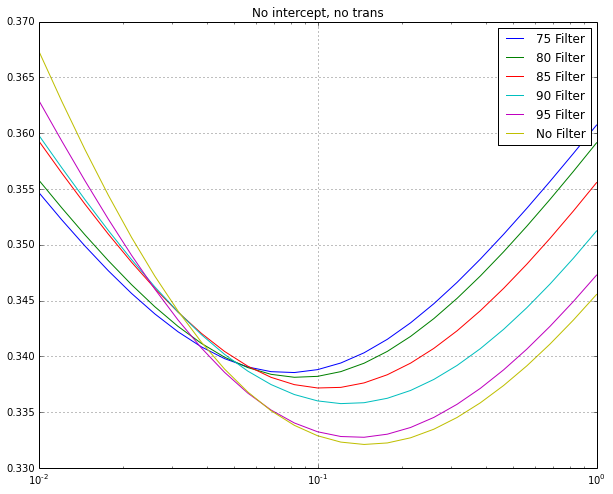 No intercept, no trans
0.370
0.365
0.360
0.355
0.350
0.345
0.340
0.335
0.330
75 Filter
80 Filter
85 Filter
90 Filter
95 Filter
No Filter
10⁻² 10⁻¹ 10⁰